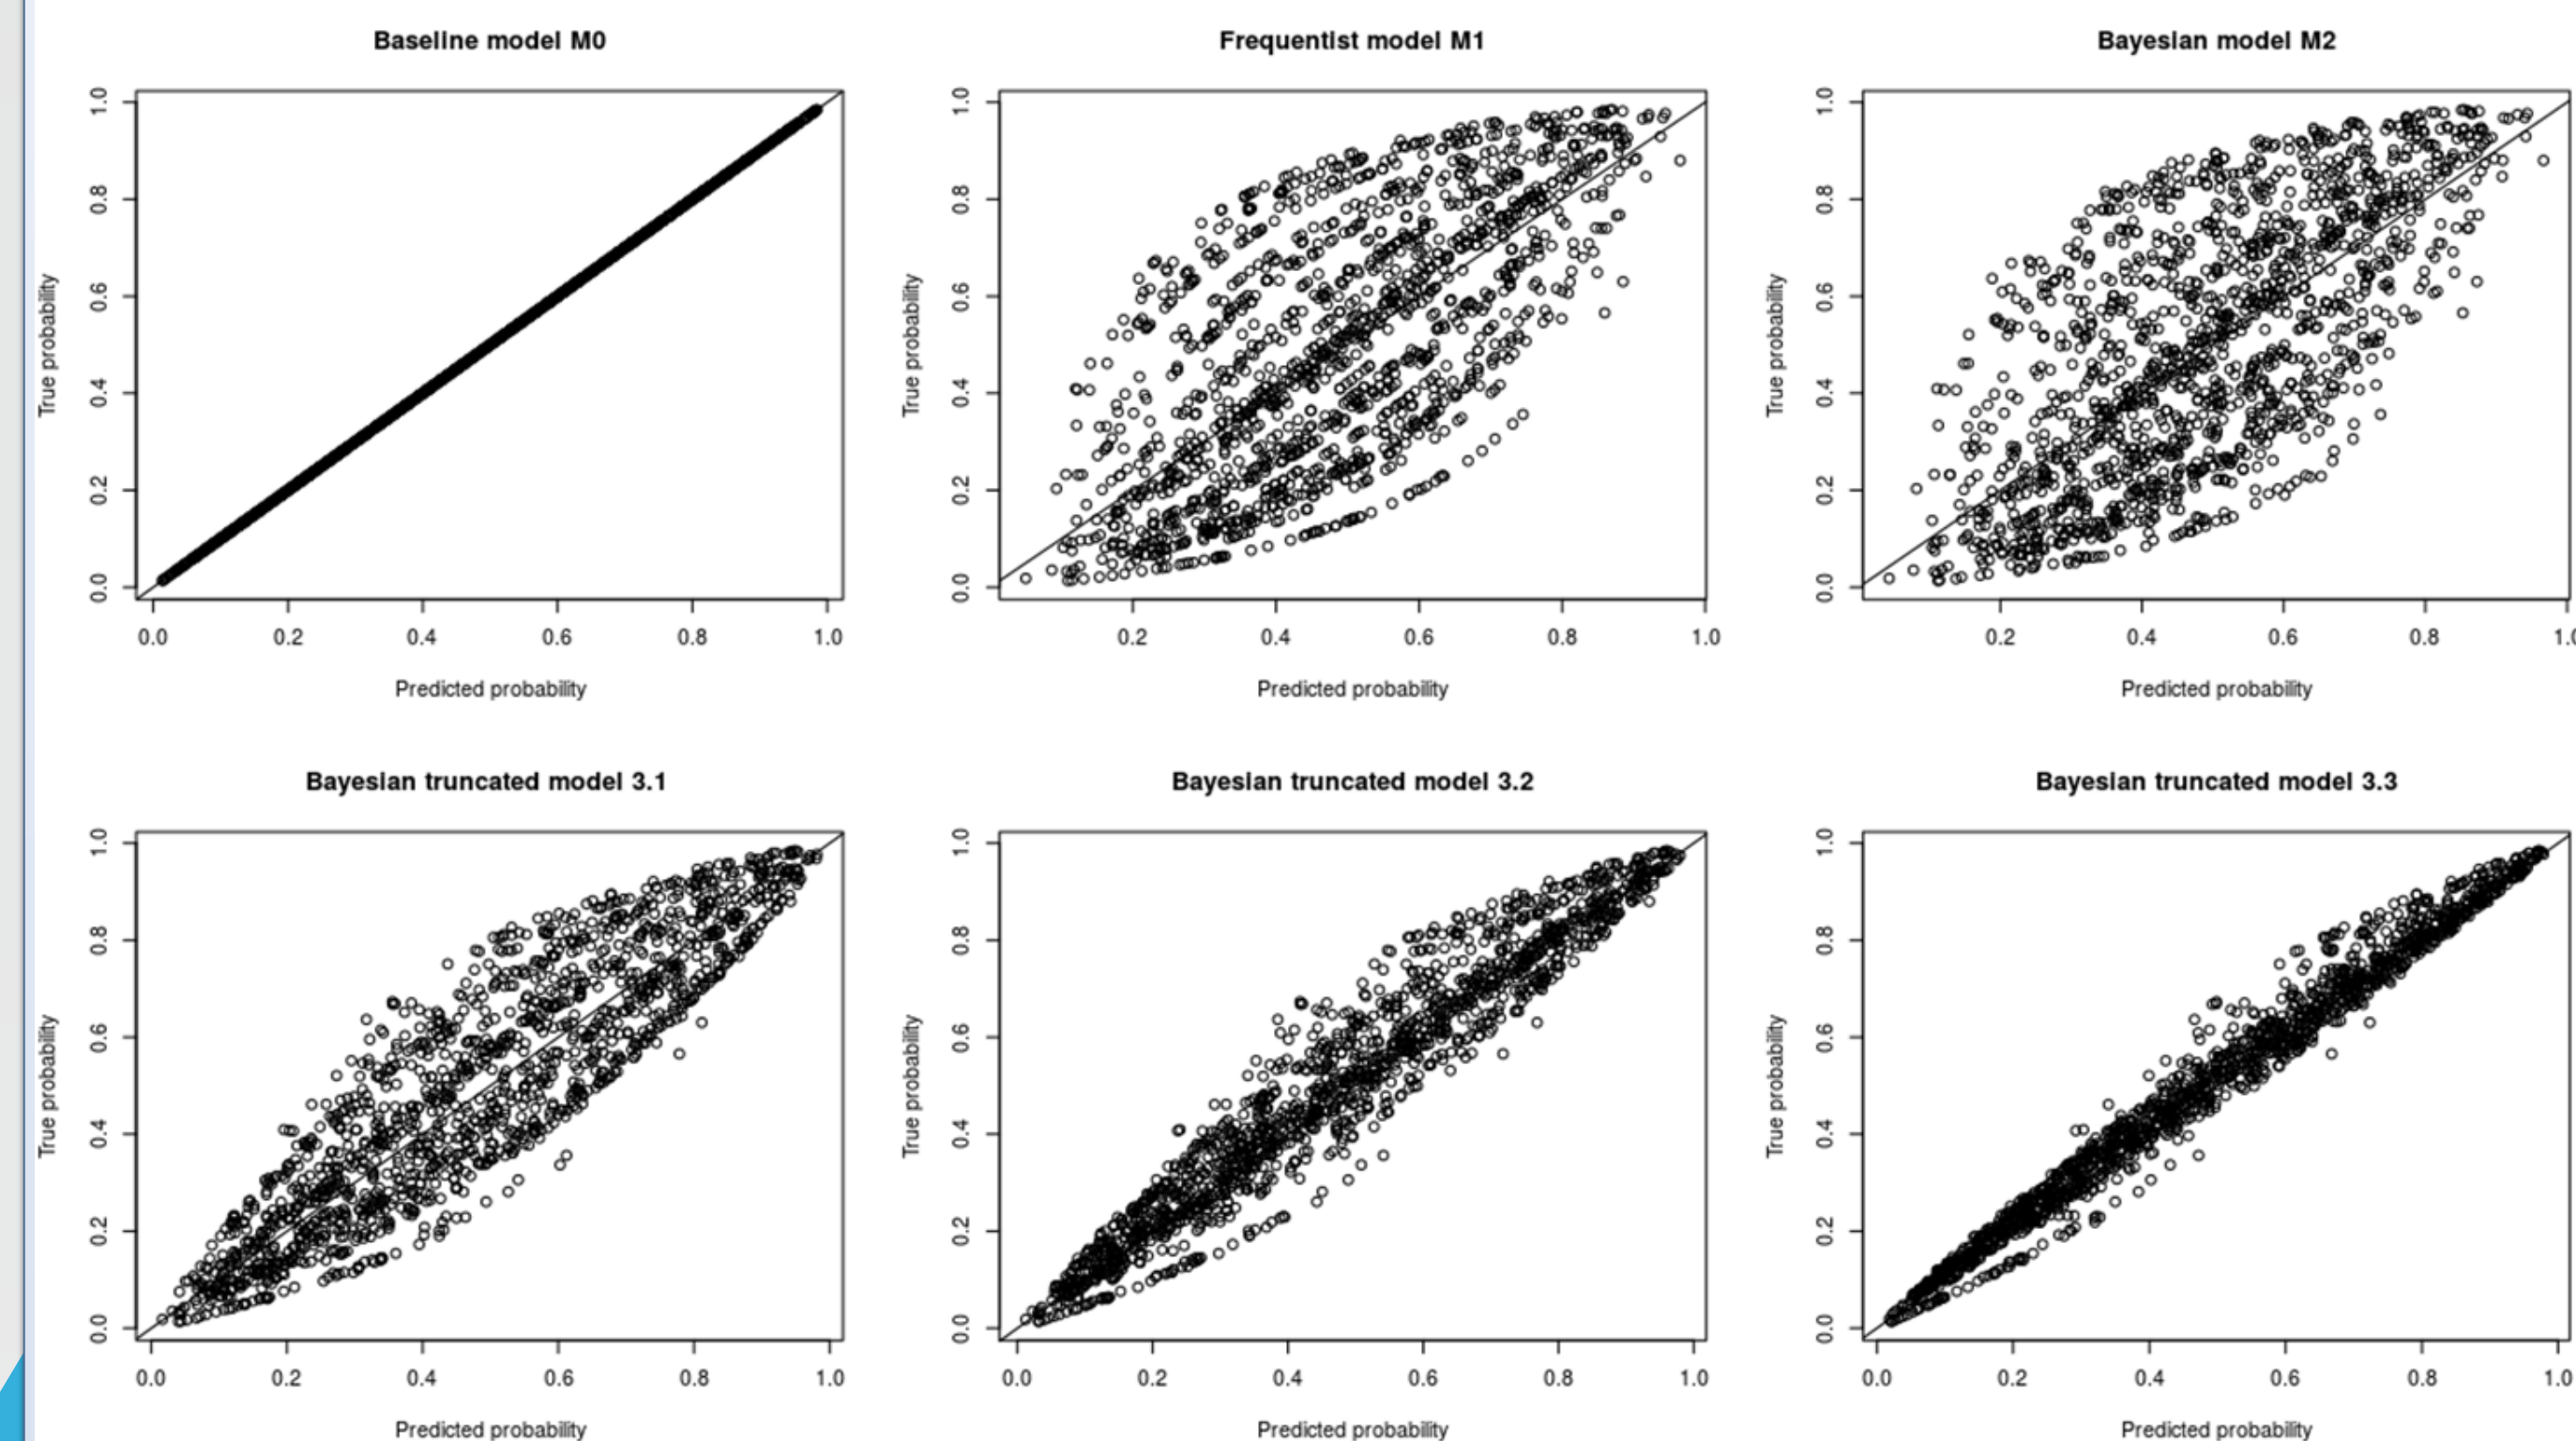 Baseline model M0
Frequentist model M1
Bayesian model M2
True probability
1.0
0.8
0.6
0.4
0.2
0.0
0.0 0.2 0.4 0.6 0.8 1.0
Predicted probability
True probability
1.0
0.8
0.6
0.4
0.2
0.0
0.2 0.4 0.6 0.8 1.0
Predicted probability
True probability
1.0
0.8
0.6
0.4
0.2
0.0
0.2 0.4 0.6 0.8
Predicted probability
Bayesian truncated model 3.1
Bayesian truncated model 3.2
Bayesian truncated model 3.3
True probability
1.0
0.8
0.6
0.4
0.2
0.0
0.0 0.2 0.4 0.6 0.8 1.0
Predicted probability
True probability
1.0
0.8
0.6
0.4
0.2
0.0
0.0 0.2 0.4 0.6 0.8 1.0
Predicted probability
True probability
1.0
0.8
0.6
0.4
0.2
0.0
0.0 0.2 0.4 0.6 0.8 1.0
Predicted probability